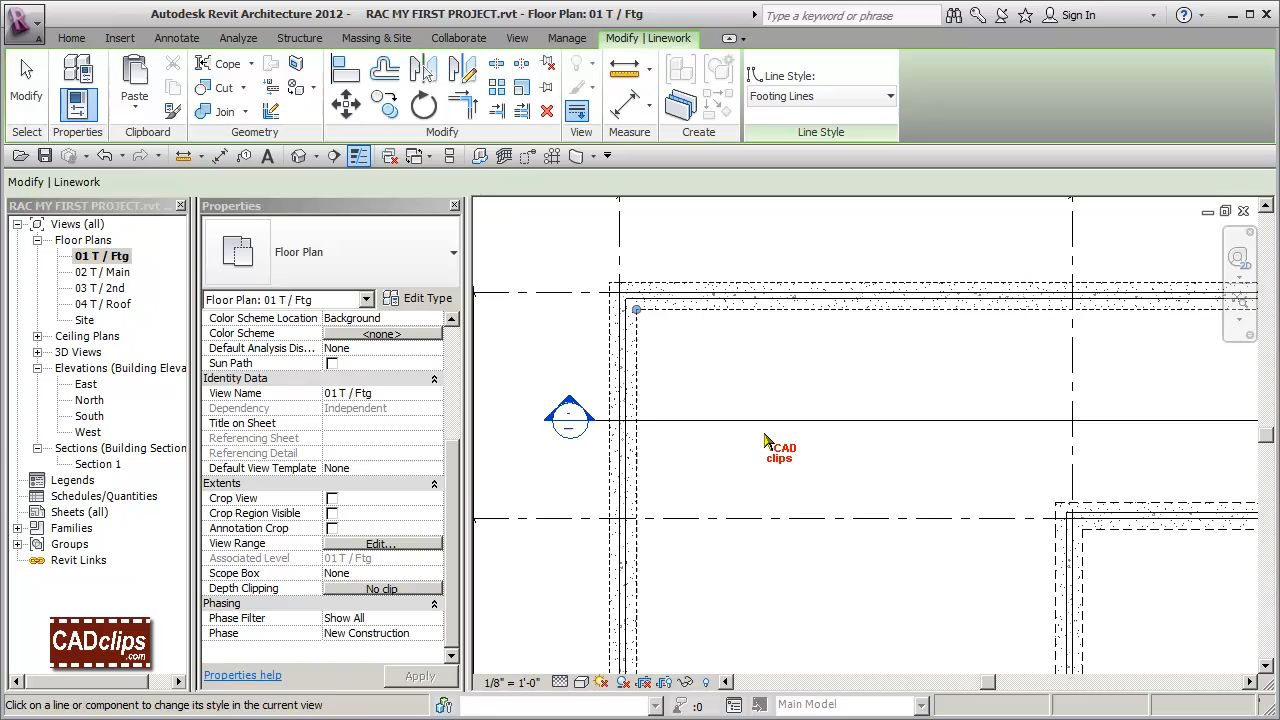 Autodesk Revit Architecture 2012 - RAC MY FIRST PROJECT.rvt - Floor Plan: 01 T / Ftg
Type a keyword or phrase
Sign In
Home Insert Annotate Analyze Structure Massing & Site Collaborate View Manage Modify | Linework
Modify
Paste
Cope
Cut
Join
Line Style:
Footing Lines
Select Properties Clipboard Geometry Modify View Measure Create Line Style
Modify | Linework
RAC MY FIRST PROJECT.rvt
Views (all)
Floor Plans
01 T / Ftg
02 T / Main
03 T / 2nd
04 T / Roof
Site
Ceiling Plans
3D Views
Elevations (Building Eleva
East
North
South
West
Sections (Building Section
Section 1
Legends
Schedules/Quantities
Sheets (all)
Families
Groups
Revit Links
CADclips
Properties
Floor Plan
Floor Plan: 01 T / Ftg
Edit Type
Color Scheme Location Background
Color Scheme <none>
Default Analysis Dis... None
Sun Path
Identity Data
View Name 01 T / Ftg
Dependency Independent
Title on Sheet
Referencing Sheet
Referencing Detail
Default View Template None
Extents
Crop View
Crop Region Visible
Annotation Crop
View Range Edit...
Associated Level 01 T / Ftg
Scope Box None
Depth Clipping No clip
Phasing
Phase Filter Show All
Phase New Construction
Properties help
Apply
2D
CAD
clips
1/8" = 1'-0"
Click on a line or component to change its style in the current view
:0
Main Model